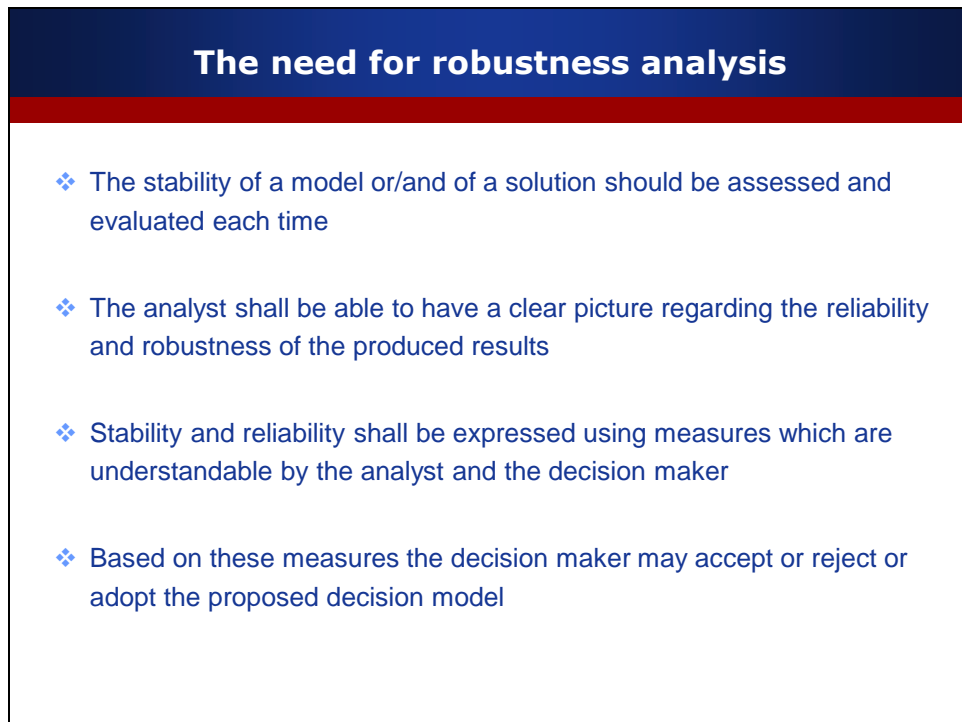 The need for robustness analysis
❖ The stability of a model or/and of a solution should be assessed and
evaluated each time
❖ The analyst shall be able to have a clear picture regarding the reliability
and robustness of the produced results
❖ Stability and reliability shall be expressed using measures which are
understandable by the analyst and the decision maker
❖ Based on these measures the decision maker may accept or reject or
adopt the proposed decision model